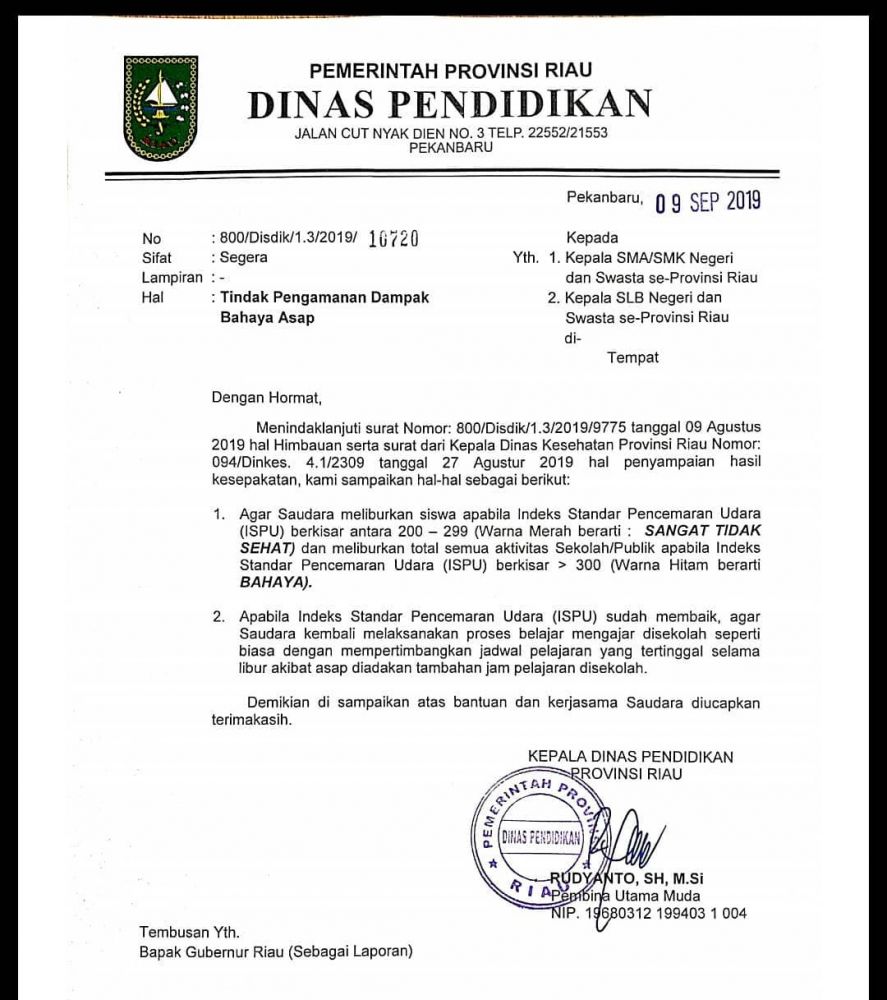 PEMERINTAH PROVINSI RIAU
DINAS PENDIDIKAN
JALAN CUT NYAK DIEN NO. 3 TELP. 22552/21553
PEKANBARU
RIAU
Pekanbaru, 09 SEP 2019
No : 800/Disdik/1.3/2019/ 10720
Sifat : Segera
Lampiran : -
Hal : Tindak Pengamanan Dampak
Bahaya Asap
Kepada
Yth. 1. Kepala SMA/SMK Negeri
dan Swasta se-Provinsi Riau
2. Kepala SLB Negeri dan
Swasta se-Provinsi Riau
di-
Tempat
Dengan Hormat,
Menindaklanjuti surat Nomor: 800/Disdik/1.3/2019/9775 tanggal 09 Agustus
2019 hal Himbauan serta surat dari Kepala Dinas Kesehatan Provinsi Riau Nomor:
094/Dinkes. 4.1/2309 tanggal 27 Agustur 2019 hal penyampaian hasil
kesepakatan, kami sampaikan hal-hal sebagai berikut:
1. Agar Saudara meliburkan siswa apabila Indeks Standar Pencemaran Udara
(ISPU) berkisar antara 200 – 299 (Warna Merah berarti : SANGAT TIDAK
SEHAT) dan meliburkan total semua aktivitas Sekolah/Publik apabila Indeks
Standar Pencemaran Udara (ISPU) berkisar > 300 (Warna Hitam berarti
BAHAYA).
2. Apabila Indeks Standar Pencemaran Udara (ISPU) sudah membaik, agar
Saudara kembali melaksanakan proses belajar mengajar disekolah seperti
biasa dengan mempertimbangkan jadwal pelajaran yang tertinggal selama
libur akibat asap diadakan tambahan jam pelajaran disekolah.
Demikian di sampaikan atas bantuan dan kerjasama Saudara diucapkan
terimakasih.
KEPALA DINAS PENDIDIKAN
PROVINSI RIAU
PEMERINTAH PROVINSI
DINAS PENDIDIKAN
RIAU
RUDYANTO, SH, M.Si
Pembina Utama Muda
NIP. 19680312 199403 1 004
Tembusan Yth.
Bapak Gubernur Riau (Sebagai Laporan)